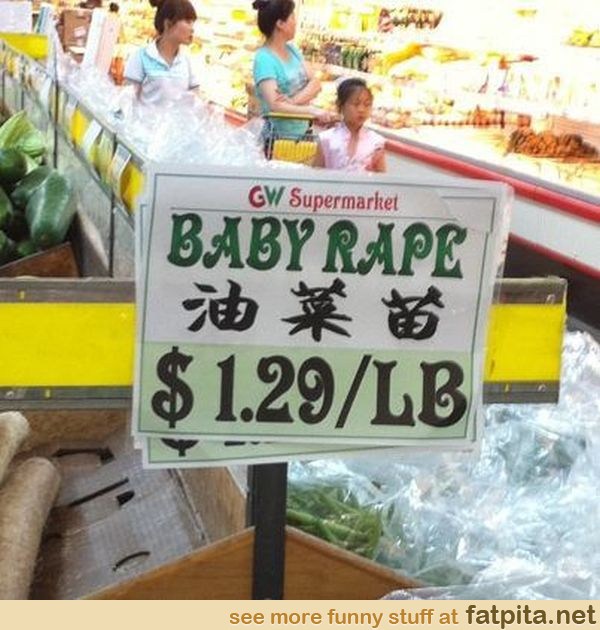 GW Supermarket
BABY RAPE
油菜苗
$1.29/LB
see more funny stuff at fatpita.net